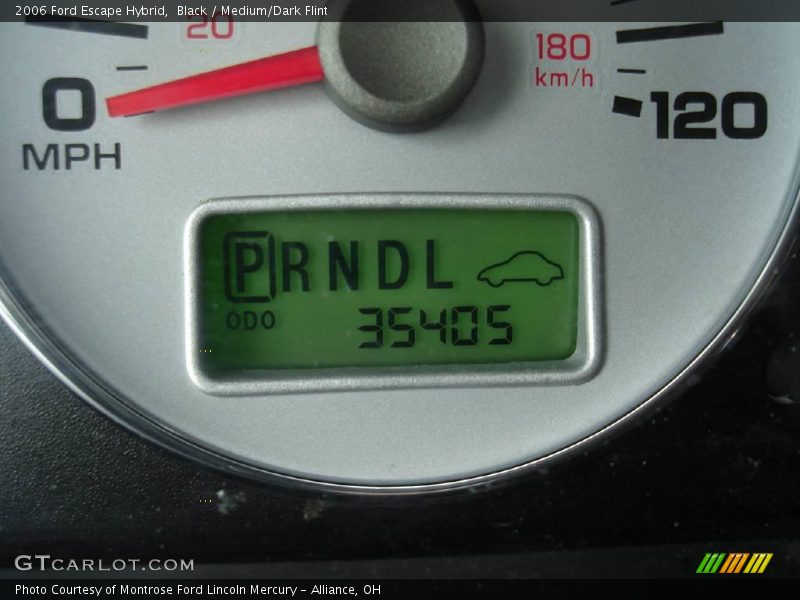 2006 Ford Escape Hybrid,  Black / Medium/Dark Flint
20
180
km/h
0
120
MPH
PRNDL
ODO
35405
GTCARLOT.COM
Photo Courtesy of Montrose Ford Lincoln Mercury – Alliance, OH